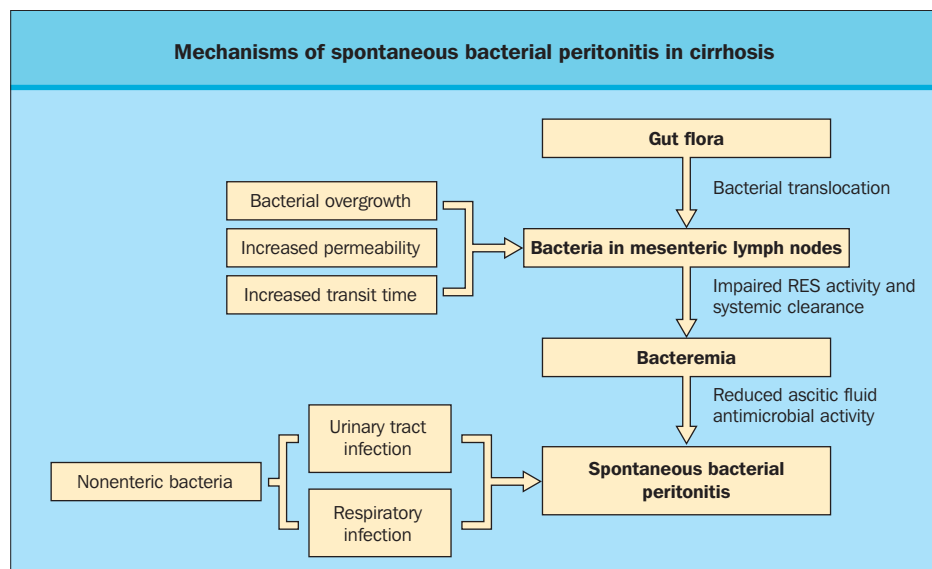 Mechanisms of spontaneous bacterial peritonitis in cirrhosis
Gut flora
Bacterial translocation
Bacterial overgrowth
Increased permeability
Increased transit time
Bacteria in mesenteric lymph nodes
Impaired RES activity and
systemic clearance
Bacteremia
Reduced ascitic fluid
antimicrobial activity
Nonenteric bacteria
Urinary tract
infection
Respiratory
infection
Spontaneous bacterial
peritonitis